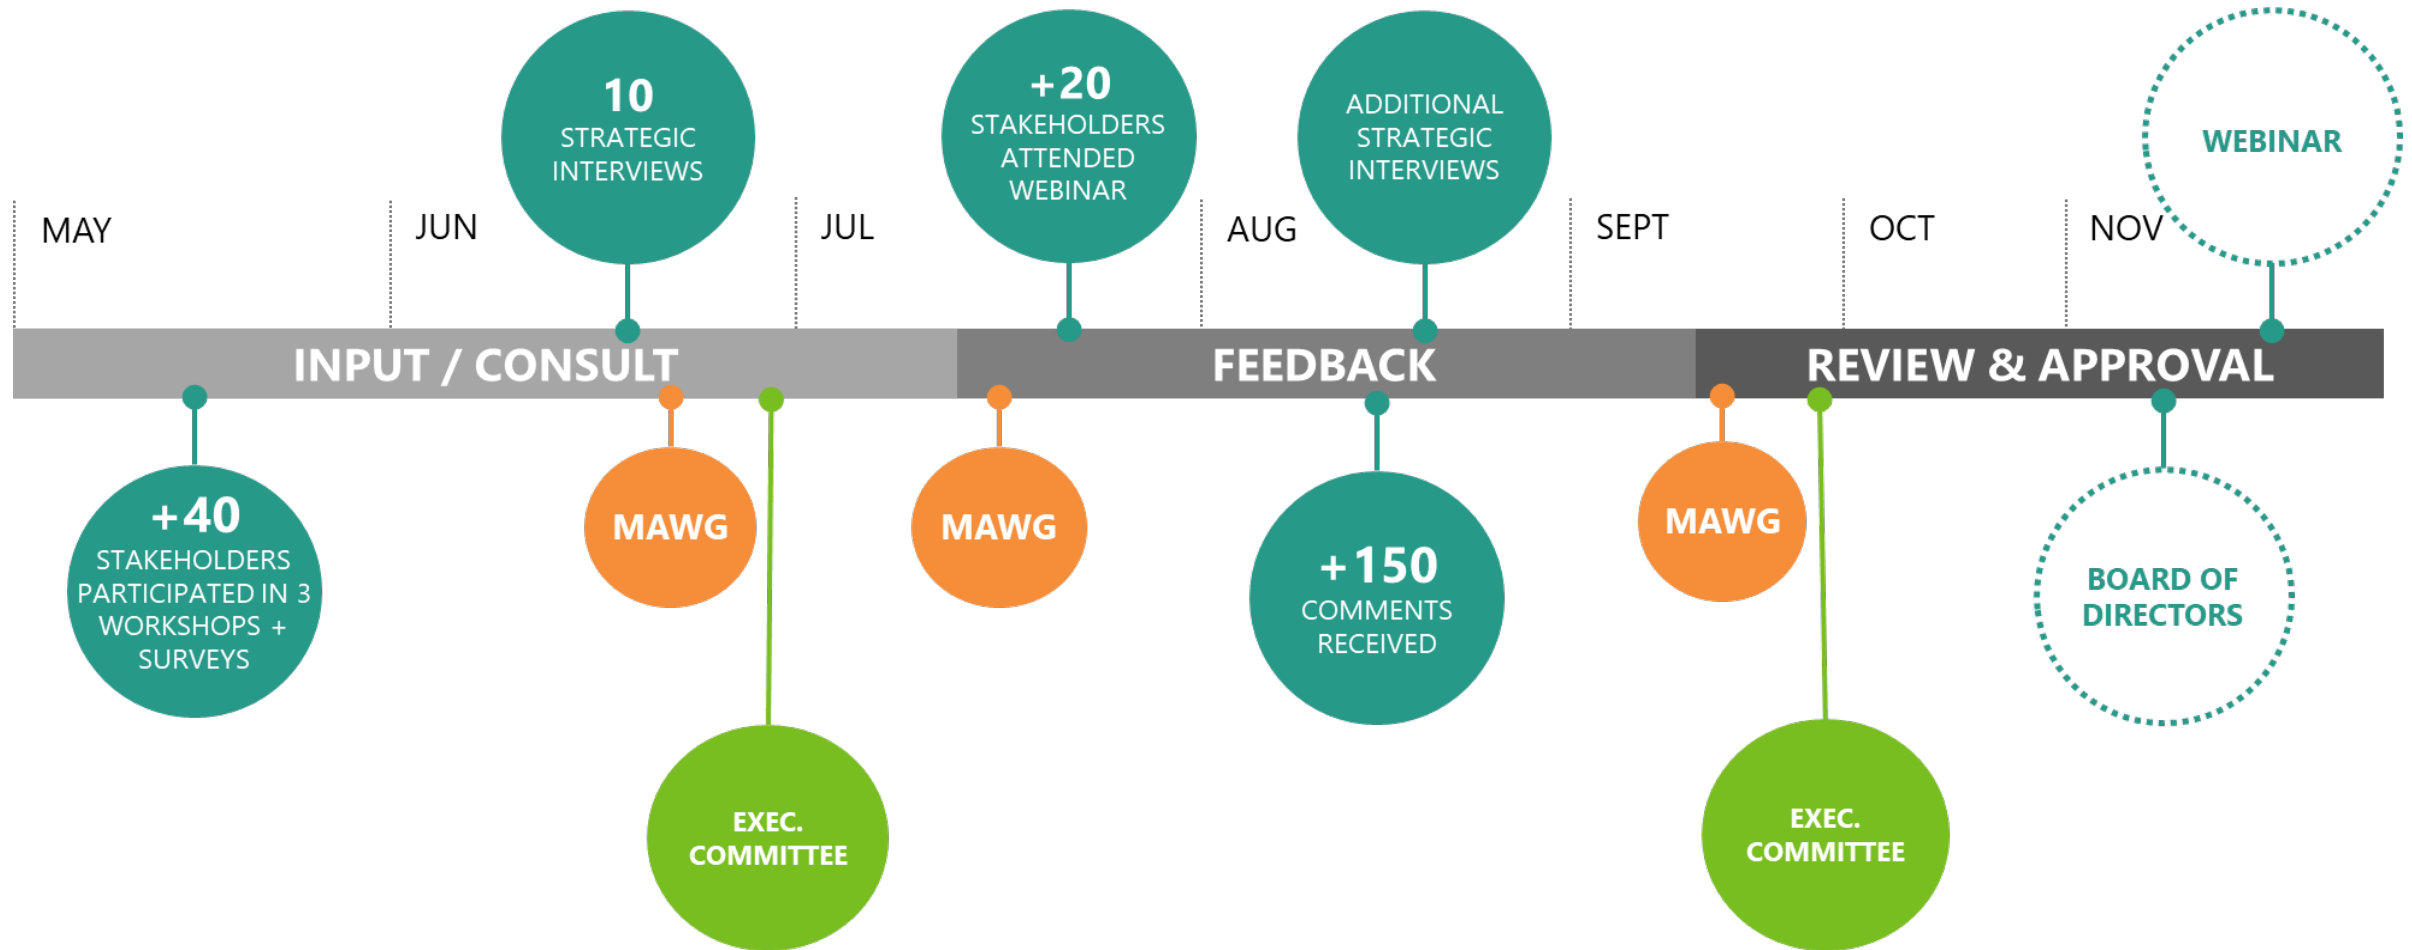 10
STRATEGIC
INTERVIEWS
+20
STAKEHOLDERS
ATTENDED
WEBINAR
ADDITIONAL
STRATEGIC
INTERVIEWS
WEBINAR
MAY
JUN
JUL
AUG
SEPT
OCT
NOV
INPUT / CONSULT
FEEDBACK
REVIEW & APPROVAL
+40
STAKEHOLDERS
PARTICIPATED IN 3
WORKSHOPS +
SURVEYS
MAWG
MAWG
+150
COMMENTS
RECEIVED
MAWG
BOARD OF
DIRECTORS
EXEC.
COMMITTEE
EXEC.
COMMITTEE